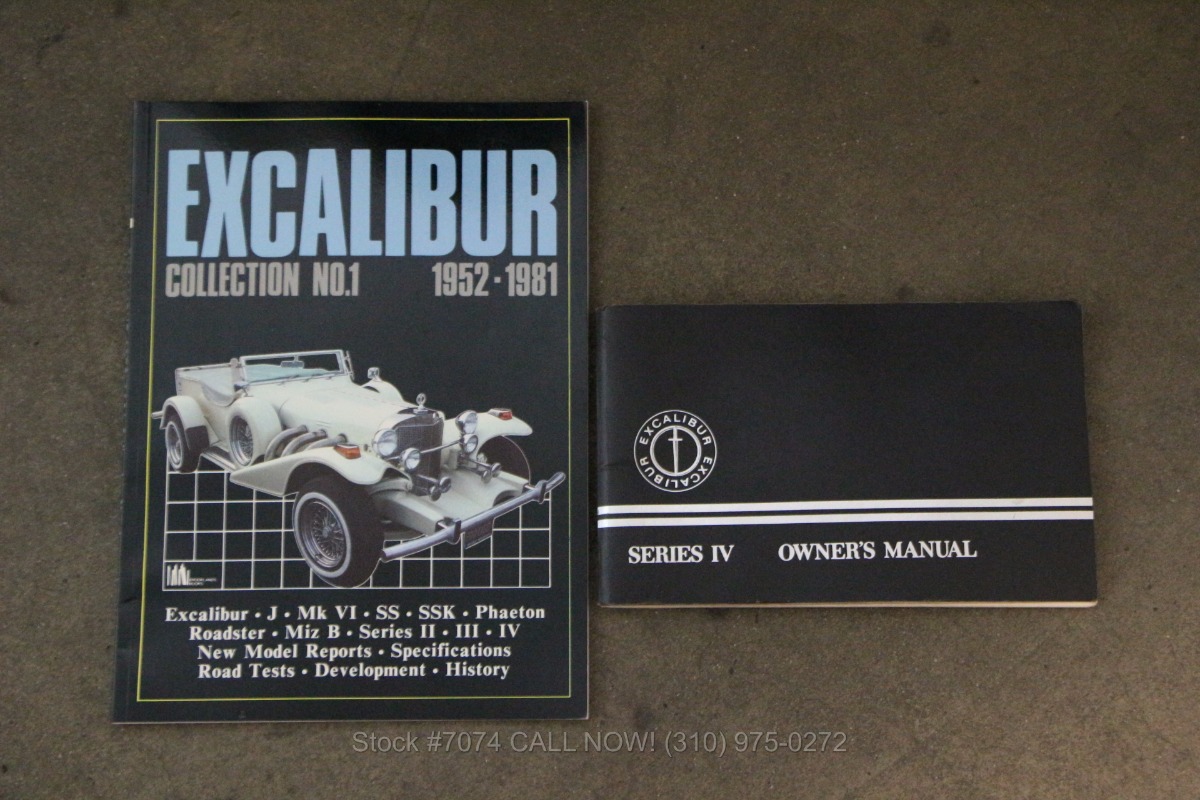 EXCALIBUR
COLLECTION NO.1 1952·1981
Excalibur • J • Mk VI • SS • SSK • Phaeton
Roadster • Miz B • Series II • III • IV
New Model Reports • Specifications
Road Tests • Development • History
EXCALIBUR EXCALIBUR
SERIES IV OWNER'S MANUAL
Stock #7074 CALL NOW! (310) 975-0272